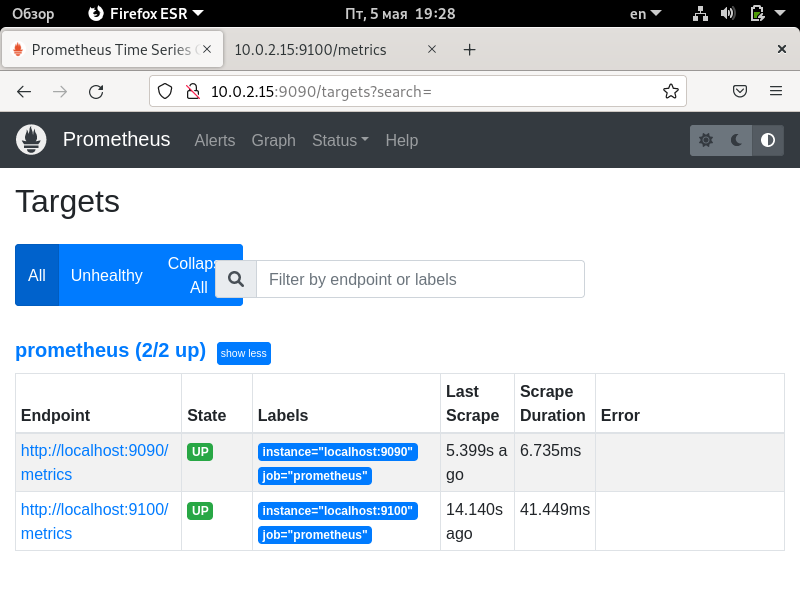 Обзор Firefox ESR Пт, 5 мая 19:28 en
Prometheus Time Series 10.0.2.15:9100/metrics
10.0.2.15:9090/targets?search=
Prometheus Alerts Graph Status Help
Targets
All Unhealthy Collapse All Filter by endpoint or labels
prometheus (2/2 up) show less
Endpoint State Labels Last Scrape Scrape Duration Error
http://localhost:9090/metrics UP instance="localhost:9090" job="prometheus" 5.399s ago 6.735ms
http://localhost:9100/metrics UP instance="localhost:9100" job="prometheus" 14.140s ago 41.449ms